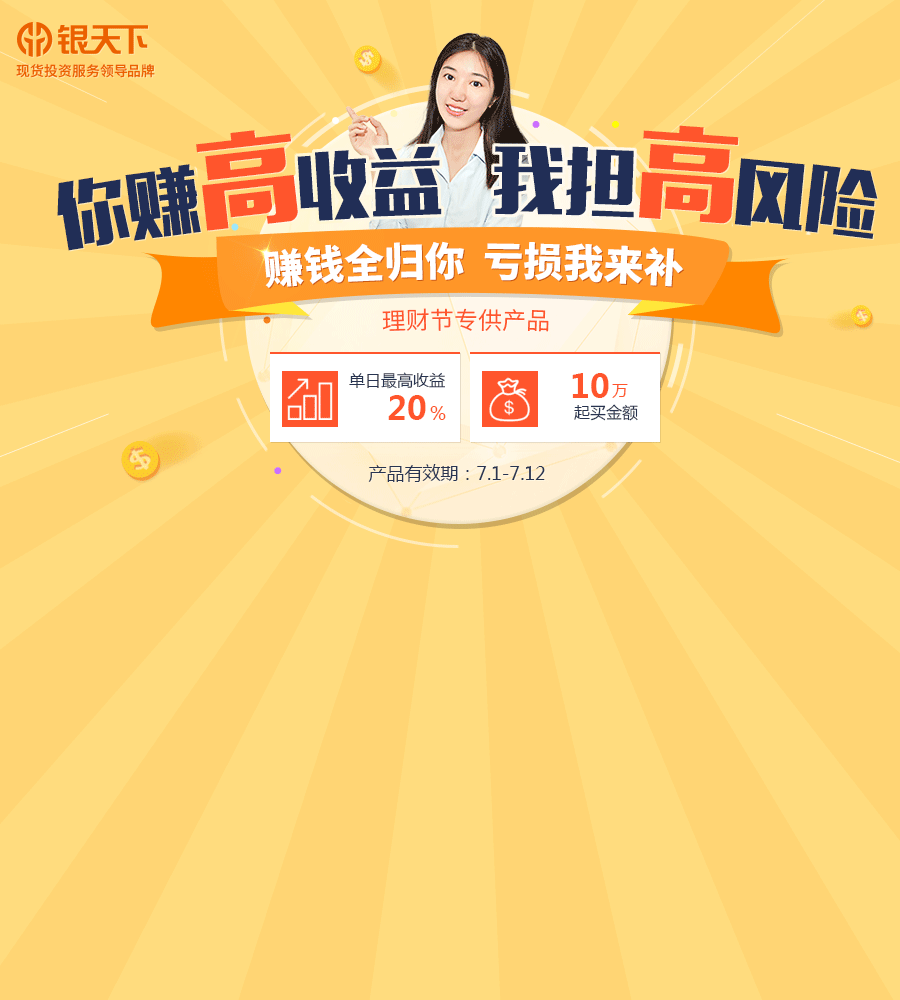 银天下
现货投资服务领导品牌
你赚高收益 我担高风险
赚钱全归你 亏损我来补
理财节专供产品
单日最高收益
20%
10万
起买金额
产品有效期：7.1-7.12